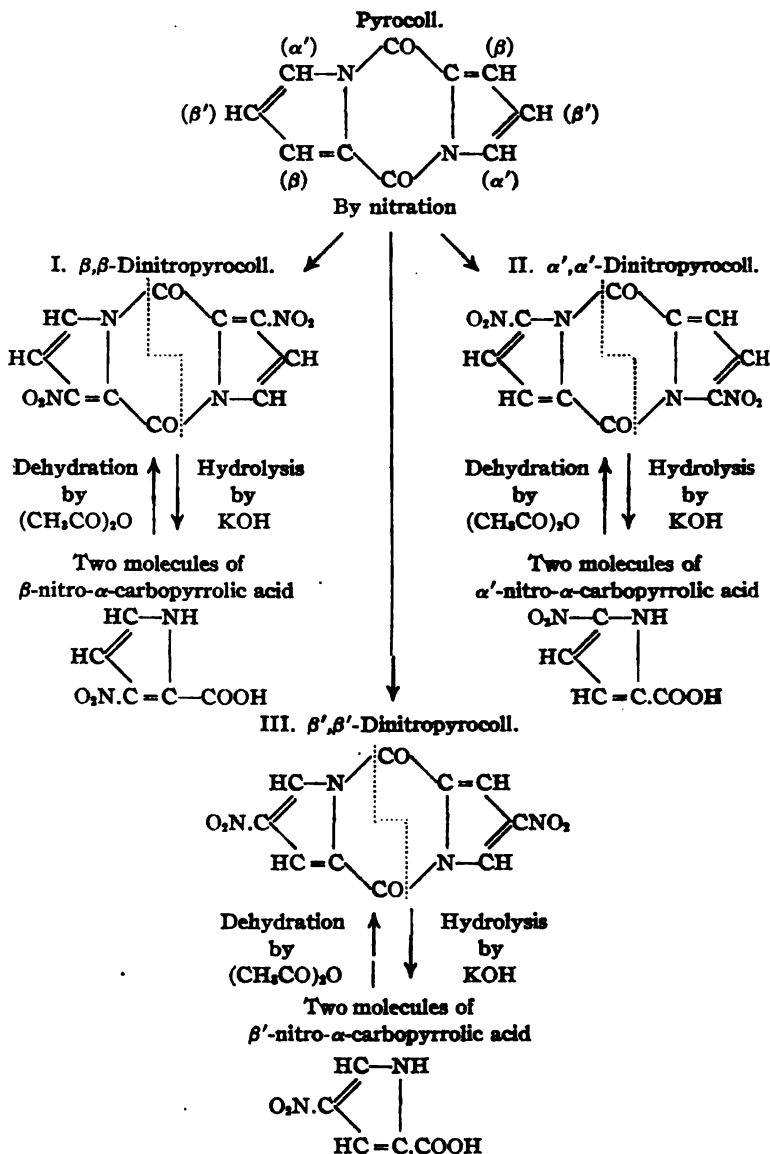 Pyrocoll.
(α′) CO (β)
CH—N C=CH
(β′) HC CH (β′)
CH=C N—CH
(β) CO (α′)
By nitration
I. β,β-Dinitropyrocoll.
CO
HC—N C=C.NO₂
HC CH
O₂NC=C N—CH
CO
Dehydration by (CH₃CO)₂O
Hydrolysis by KOH
Two molecules of
β-nitro-α-carbopyrrolic acid
HC—NH
HC
O₂N.C=C—COOH
II. α′,α′-Dinitropyrocoll.
CO
O₂N.C—N C=CH
HC CH
HC=C N—CNO₂
CO
Dehydration by (CH₃CO)₂O
Hydrolysis by KOH
Two molecules of
α′-nitro-α-carbopyrrolic acid
O₂N—C—NH
HC
HC=C.COOH
III. β′,β′-Dinitropyrocoll.
CO
HC—N C=CH
O₂N.C CNO₂
HC=C N—CH
CO
Dehydration by (CH₃CO)₂O
Hydrolysis by KOH
Two molecules of
β′-nitro-α-carbopyrrolic acid
HC—NH
O₂N.C
HC=C.COOH